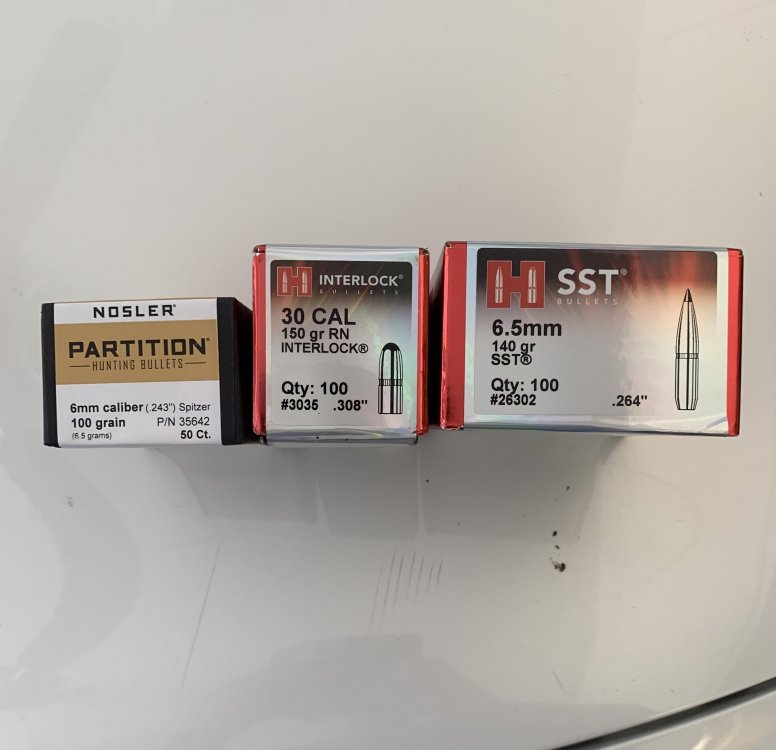 NOSLER®
PARTITION®
HUNTING BULLETS
6mm caliber (.243") Spitzer
100 grain P/N 35642
(6.5 grams) 50 Ct.
H INTERLOCK®
BULLETS
30 CAL
150 gr RN
INTERLOCK®
Qty: 100
#3035 .308"
H SST®
BULLETS
6.5mm
140 gr
SST®
Qty: 100
#26302 .264"